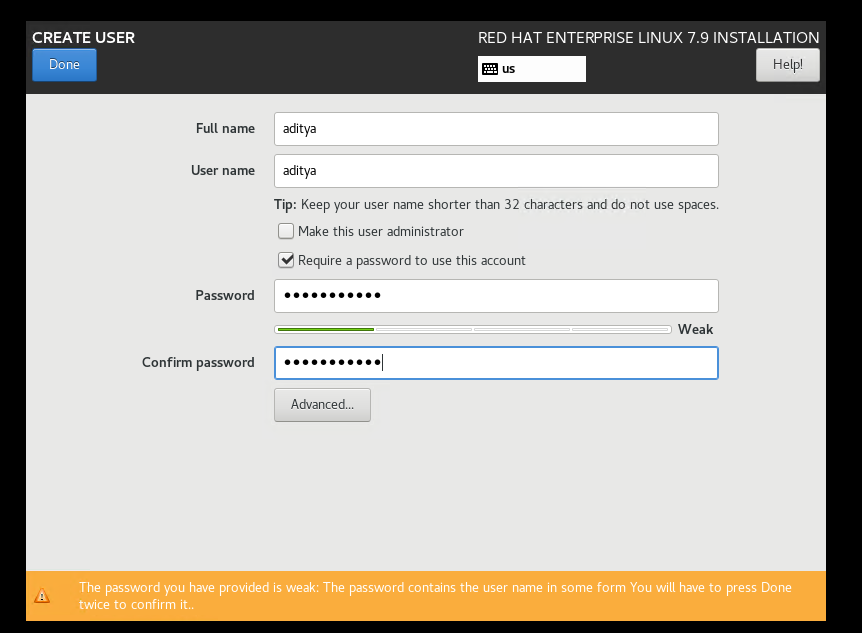 CREATE USER
RED HAT ENTERPRISE LINUX 7.9 INSTALLATION
Done
us
Help!
Full name
aditya
User name
aditya
Tip: Keep your user name shorter than 32 characters and do not use spaces.
Make this user administrator
Require a password to use this account
Password
●●●●●●●●●●●
Weak
Confirm password
●●●●●●●●●●●
Advanced...
The password you have provided is weak: The password contains the user name in some form You will have to press Done
twice to confirm it..